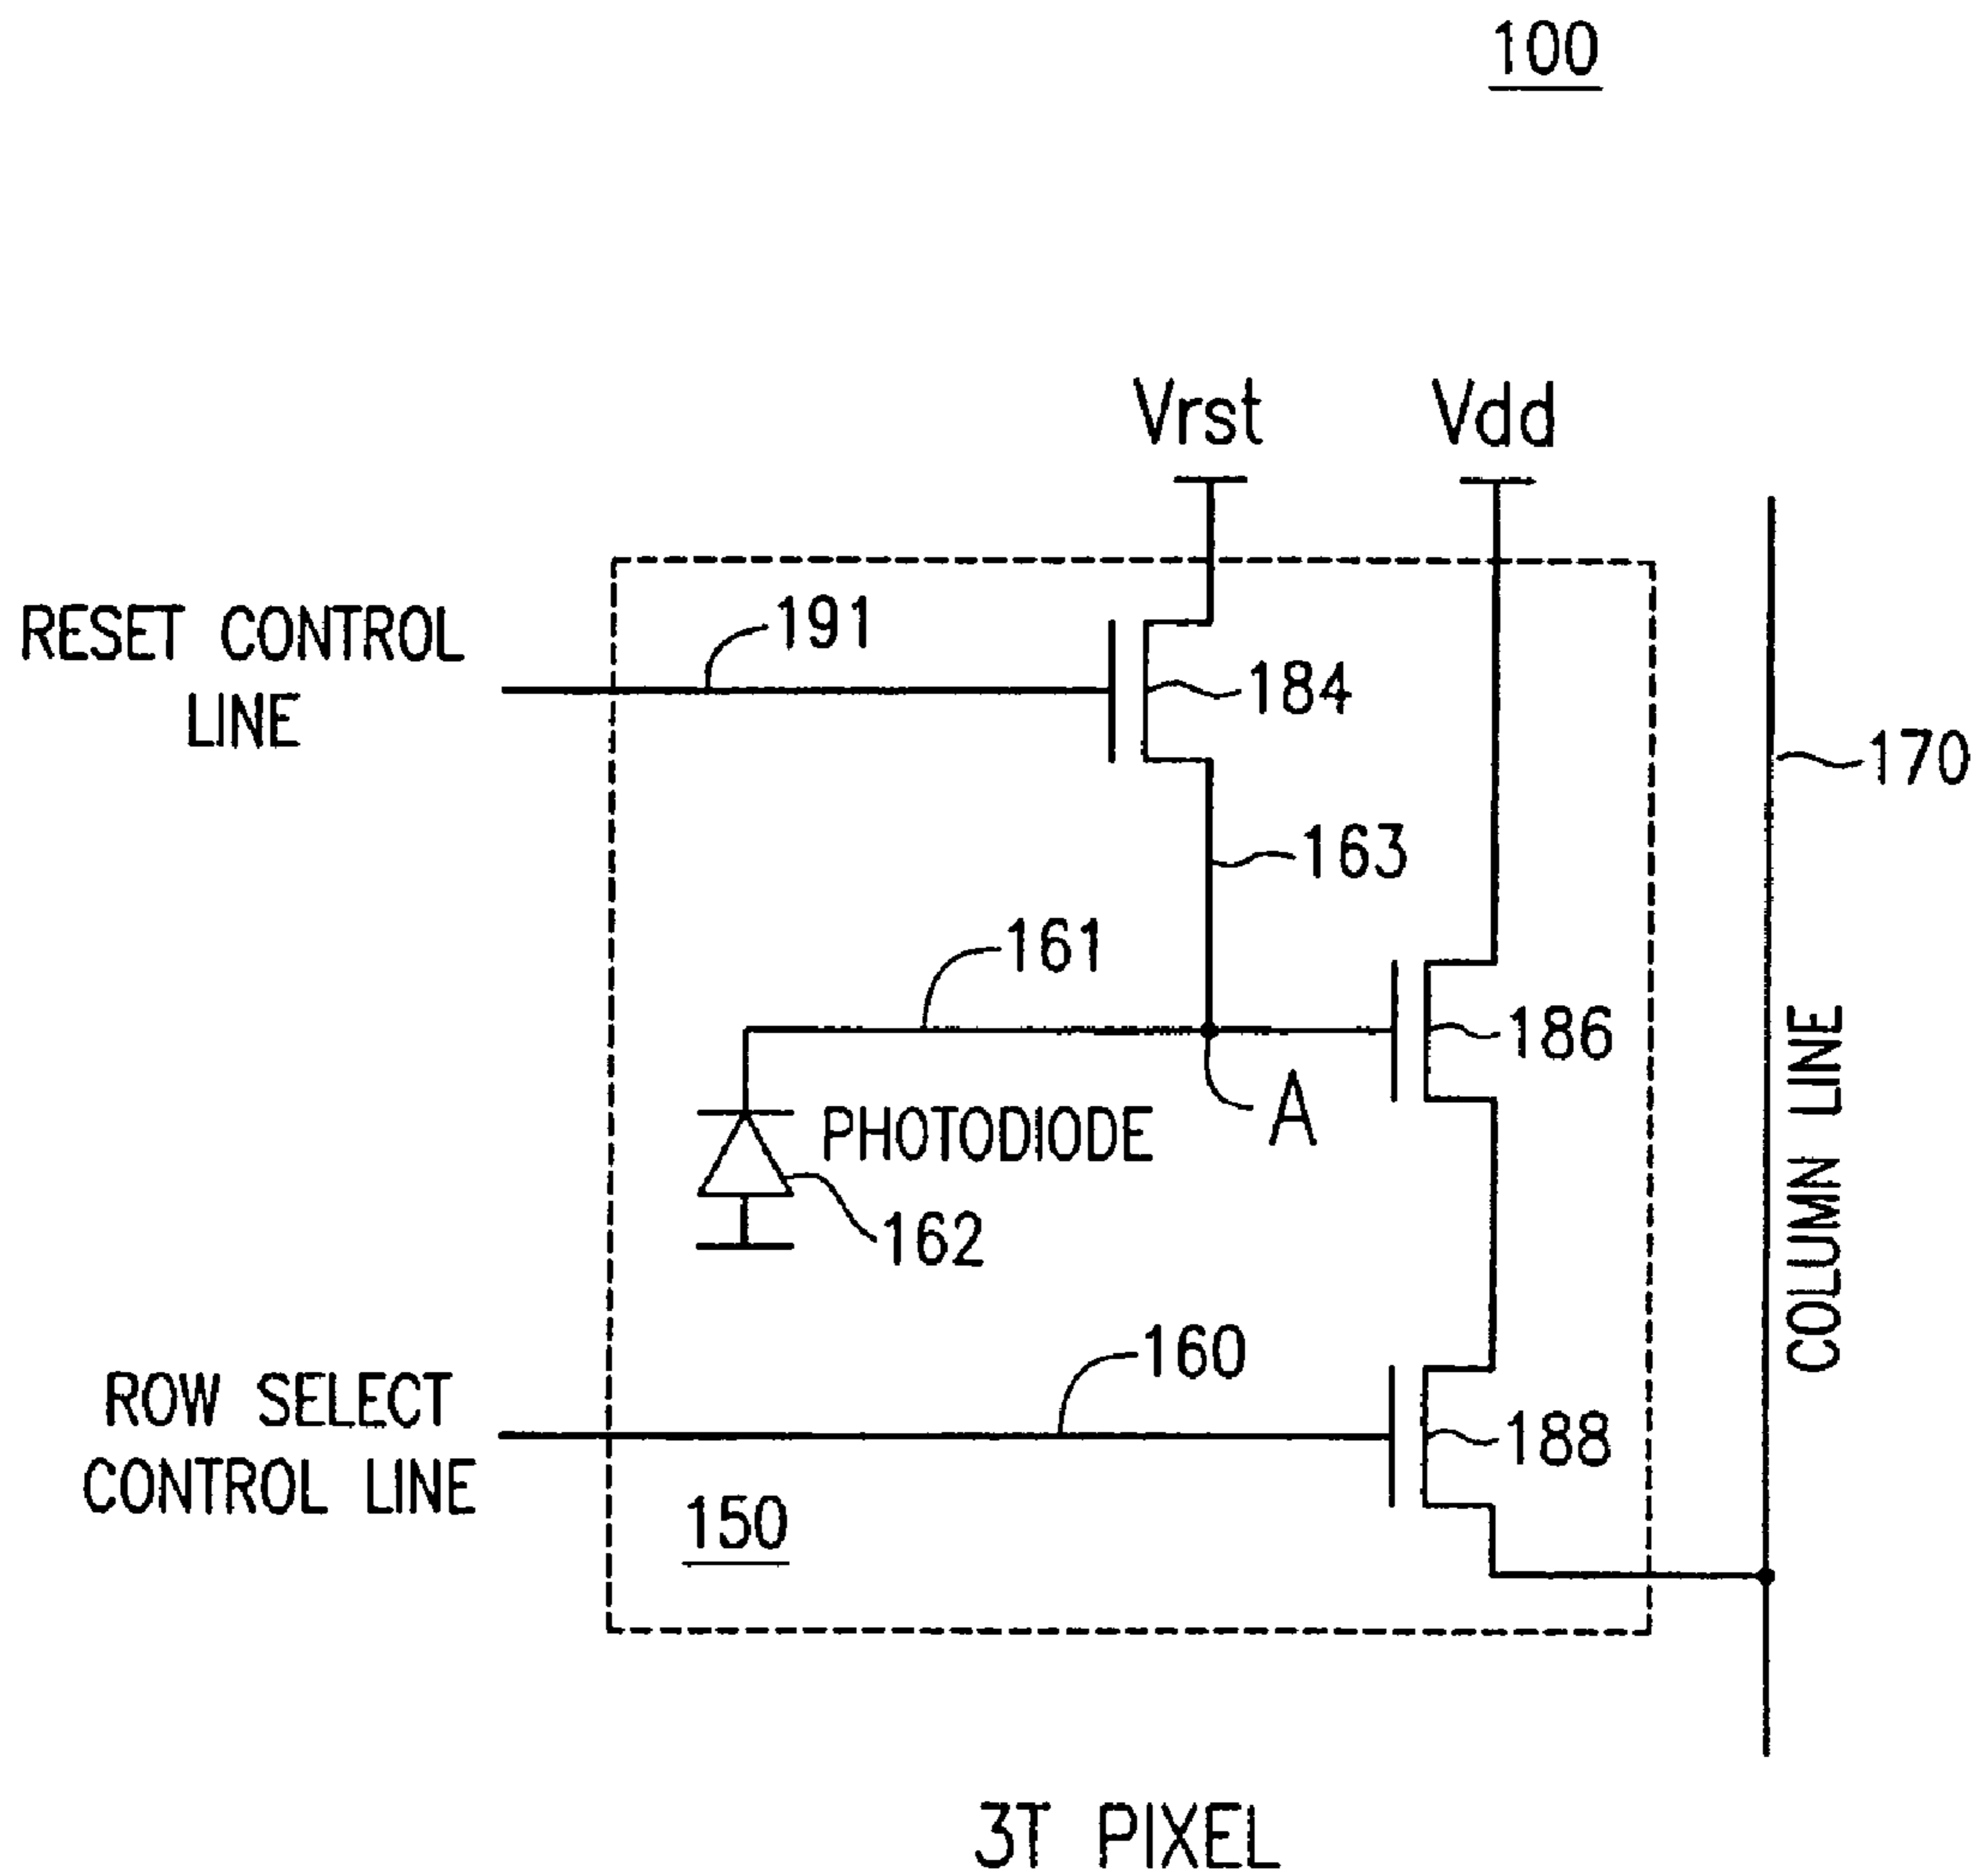 100
Vrst
Vdd
RESET CONTROL
LINE
191
184
170
163
161
186
A
PHOTODIODE
162
COLUMN LINE
160
ROW SELECT
CONTROL LINE
188
150
3T PIXEL